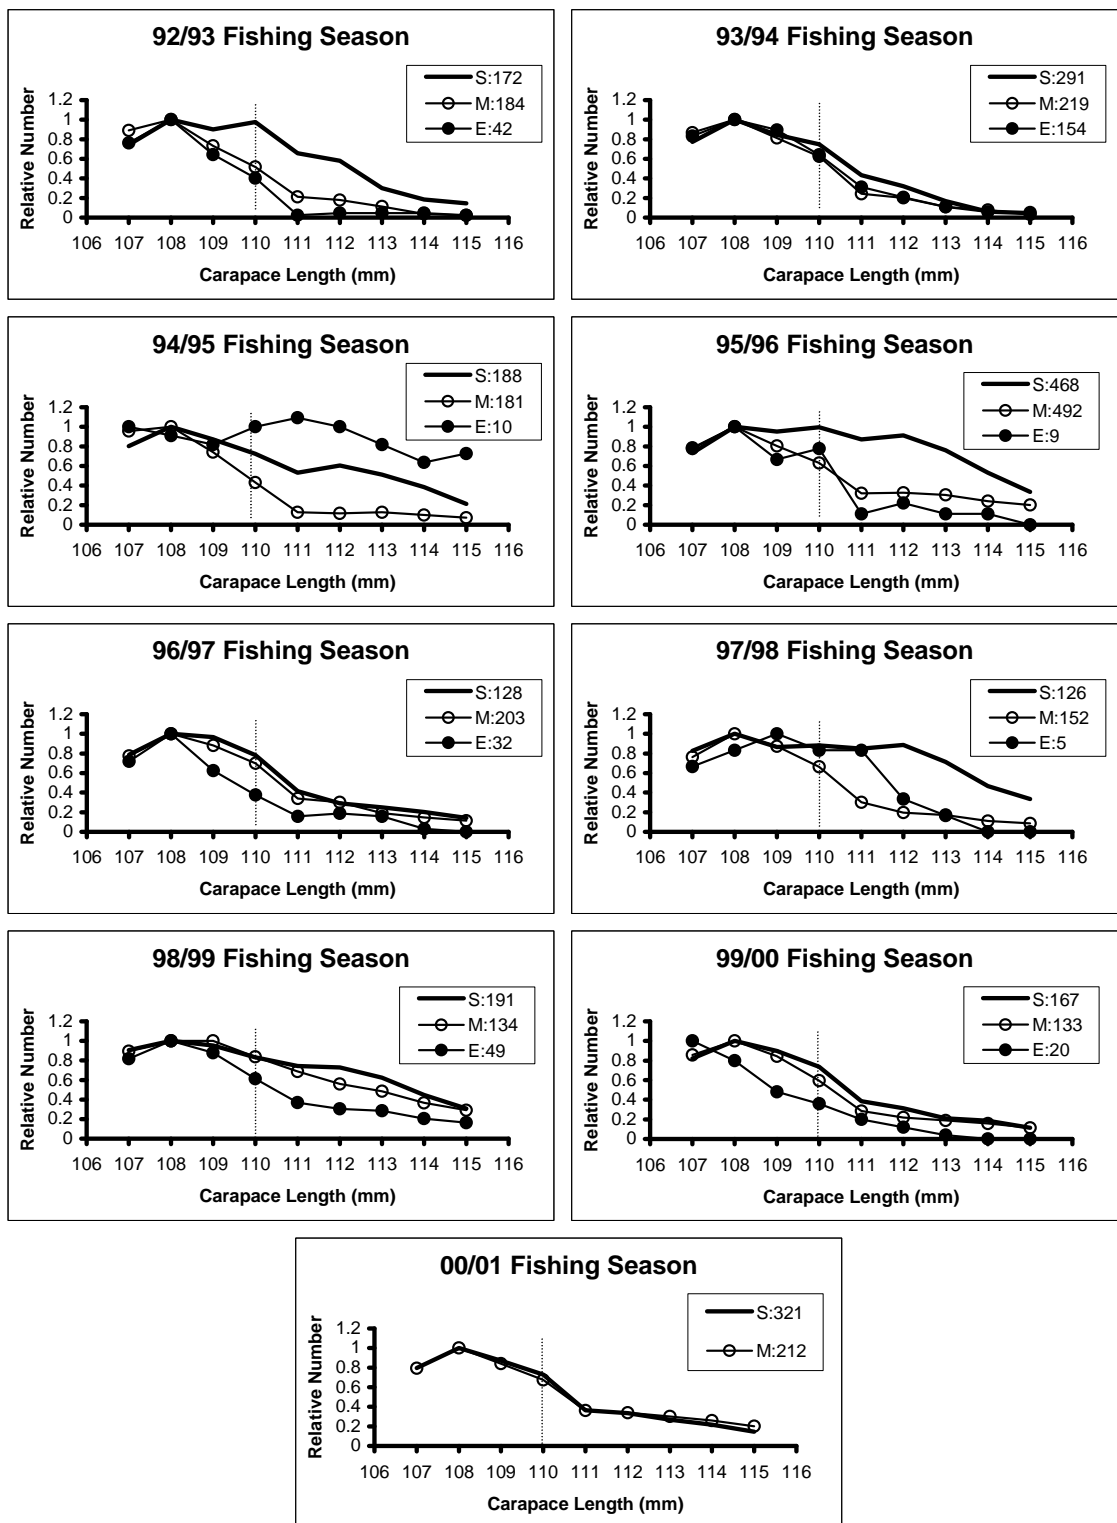 92/93 Fishing Season
S:172
M:184
E:42
Relative Number
1.2
1
0.8
0.6
0.4
0.2
0
106 107 108 109 110 111 112 113 114 115 116
Carapace Length (mm)
93/94 Fishing Season
S:291
M:219
E:154
Relative Number
1.2
1
0.8
0.6
0.4
0.2
0
106 107 108 109 110 111 112 113 114 115 116
Carapace Length (mm)
94/95 Fishing Season
S:188
M:181
E:10
Relative Number
1.2
1
0.8
0.6
0.4
0.2
0
106 107 108 109 110 111 112 113 114 115 116
Carapace Length (mm)
95/96 Fishing Season
S:468
M:492
E:9
Relative Number
1.2
1
0.8
0.6
0.4
0.2
0
106 107 108 109 110 111 112 113 114 115 116
Carapace Length (mm)
96/97 Fishing Season
S:128
M:203
E:32
Relative Number
1.2
1
0.8
0.6
0.4
0.2
0
106 107 108 109 110 111 112 113 114 115 116
Carapace Length (mm)
97/98 Fishing Season
S:126
M:152
E:5
Relative Number
1.2
1
0.8
0.6
0.4
0.2
0
106 107 108 109 110 111 112 113 114 115 116
Carapace Length (mm)
98/99 Fishing Season
S:191
M:134
E:49
Relative Number
1.2
1
0.8
0.6
0.4
0.2
0
106 107 108 109 110 111 112 113 114 115 116
Carapace Length (mm)
99/00 Fishing Season
S:167
M:133
E:20
Relative Number
1.2
1
0.8
0.6
0.4
0.2
0
106 107 108 109 110 111 112 113 114 115 116
Carapace Length (mm)
00/01 Fishing Season
S:321
M:212
Relative Number
1.2
1
0.8
0.6
0.4
0.2
0
106 107 108 109 110 111 112 113 114 115 116
Carapace Length (mm)